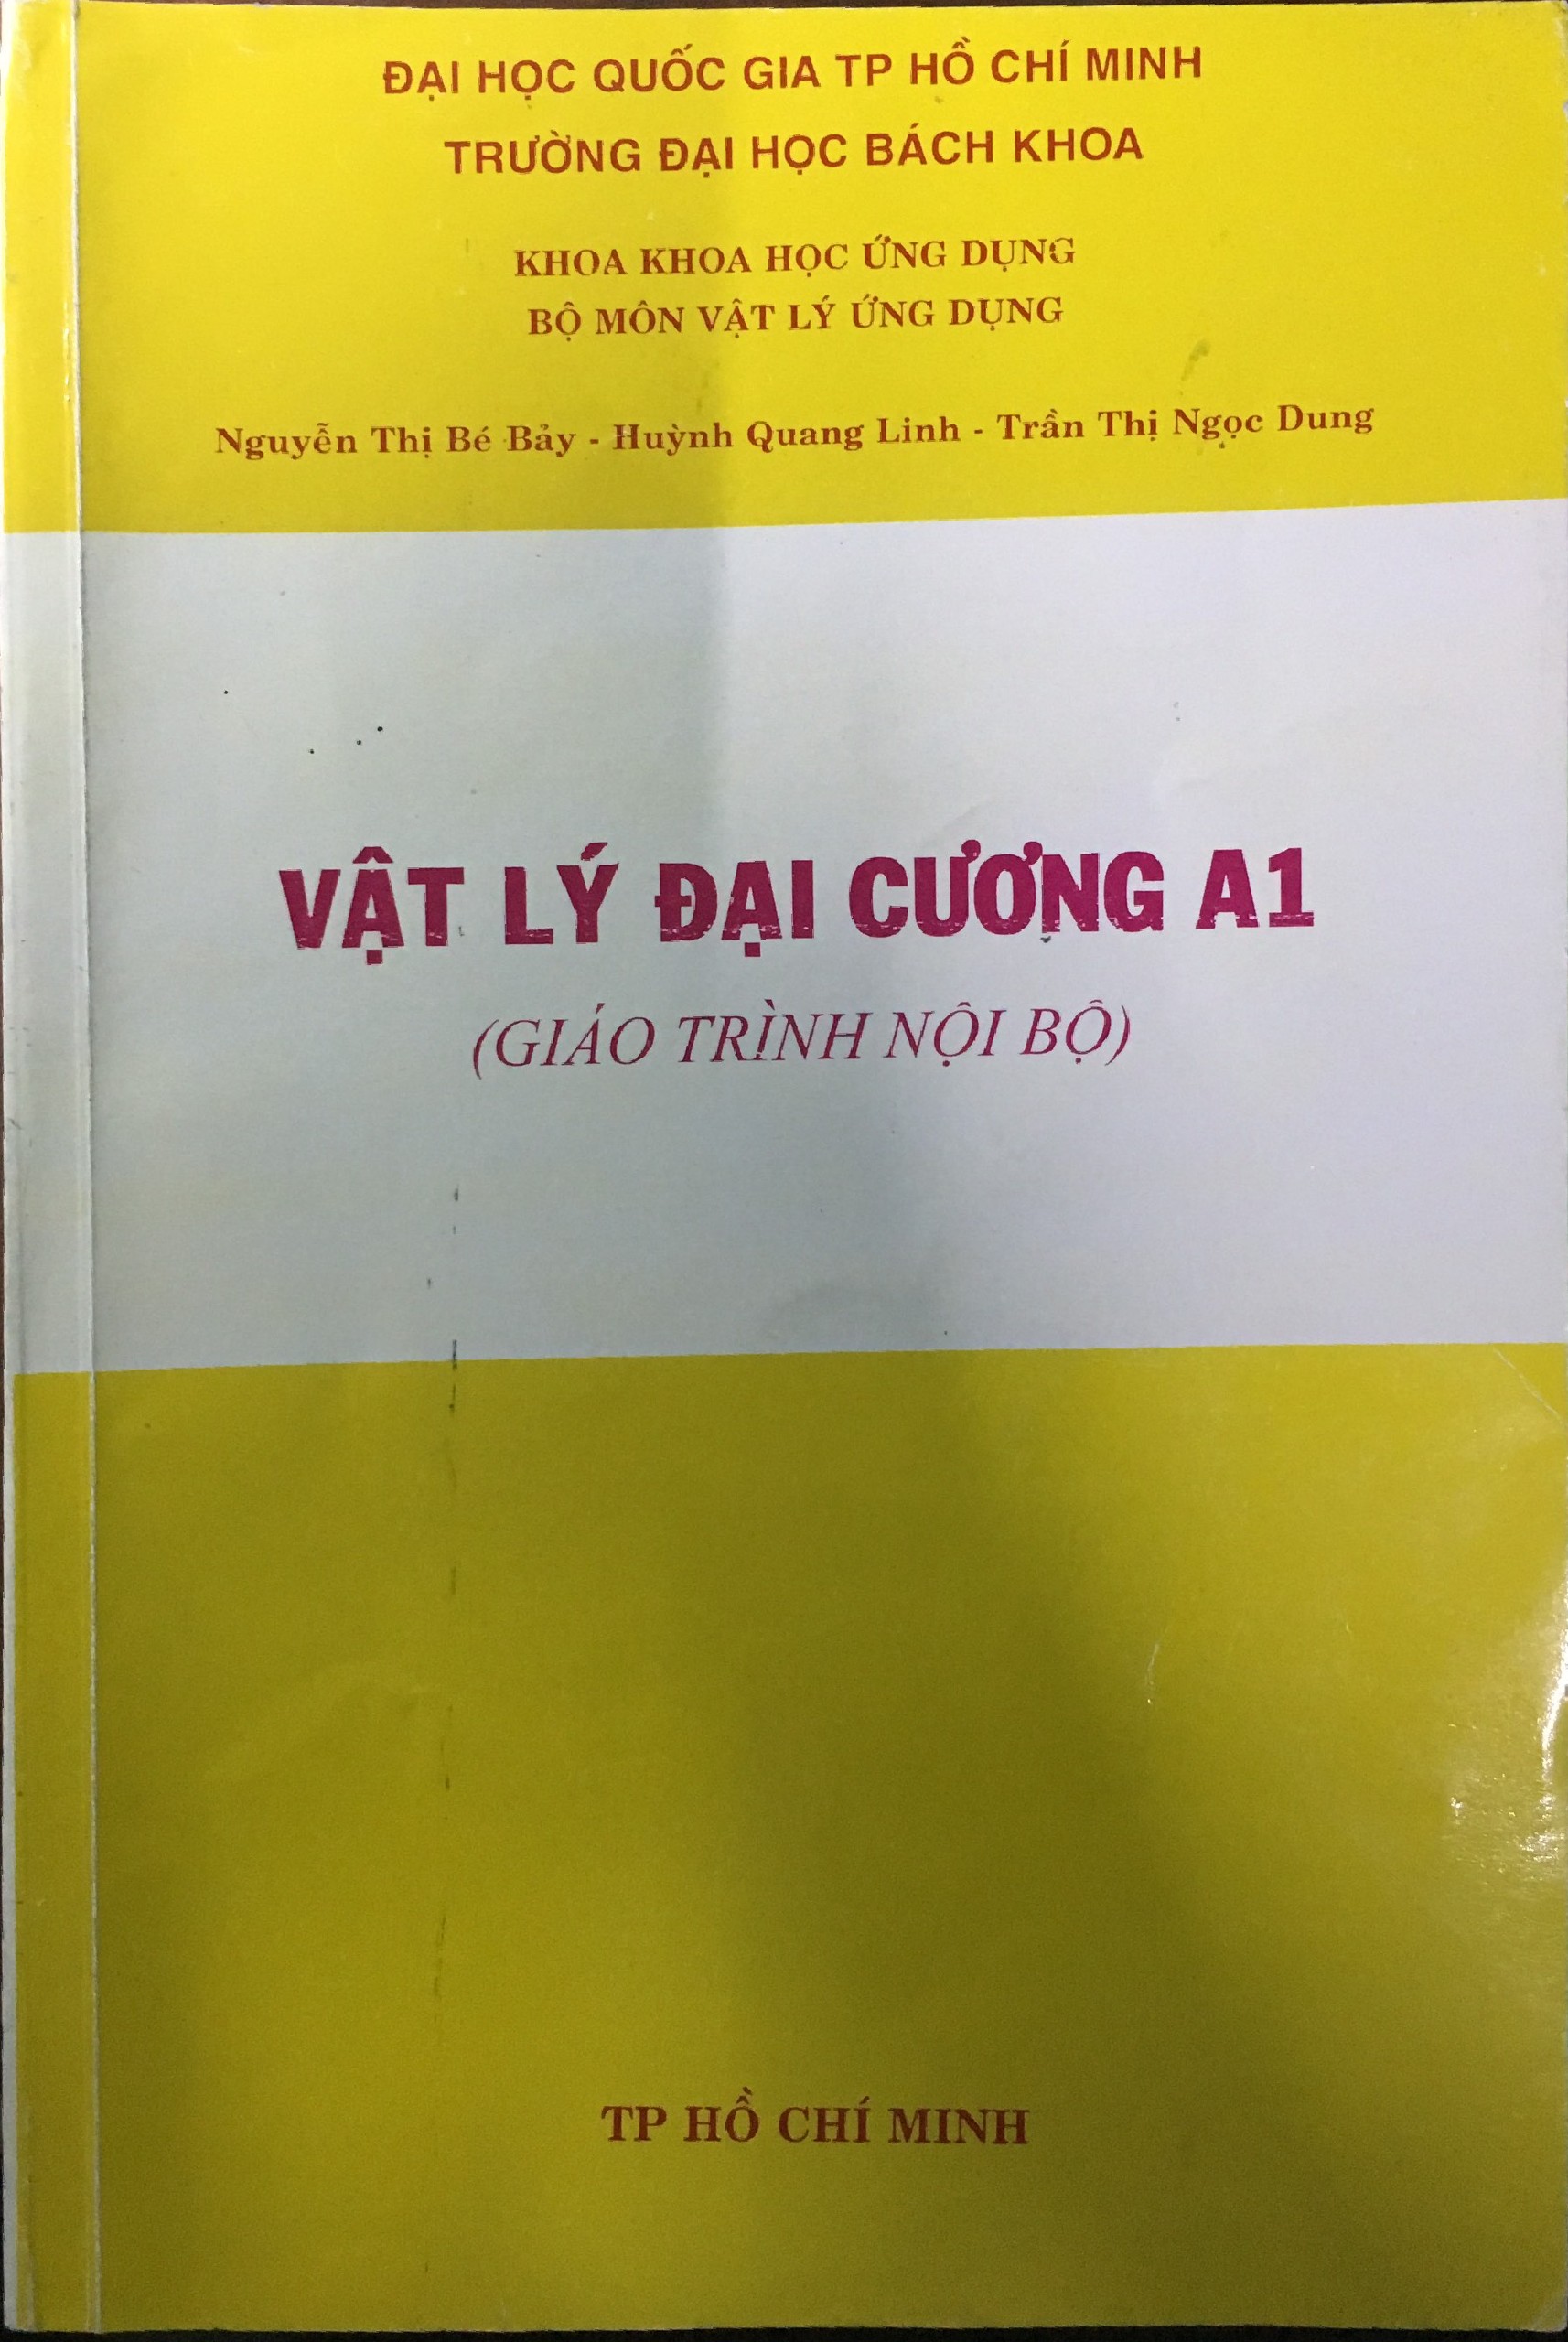 ĐẠI HỌC QUỐC GIA TP HỒ CHÍ MINH
TRƯỜNG ĐẠI HỌC BÁCH KHOA
KHOA KHOA HỌC ỨNG DỤNG
BỘ MÔN VẬT LÝ ỨNG DỤNG
Nguyễn Thị Bé Bảy - Huỳnh Quang Linh - Trần Thị Ngọc Dung
VẬT LÝ ĐẠI CƯƠNG A1
(GIÁO TRÌNH NỘI BỘ)
TP HỒ CHÍ MINH